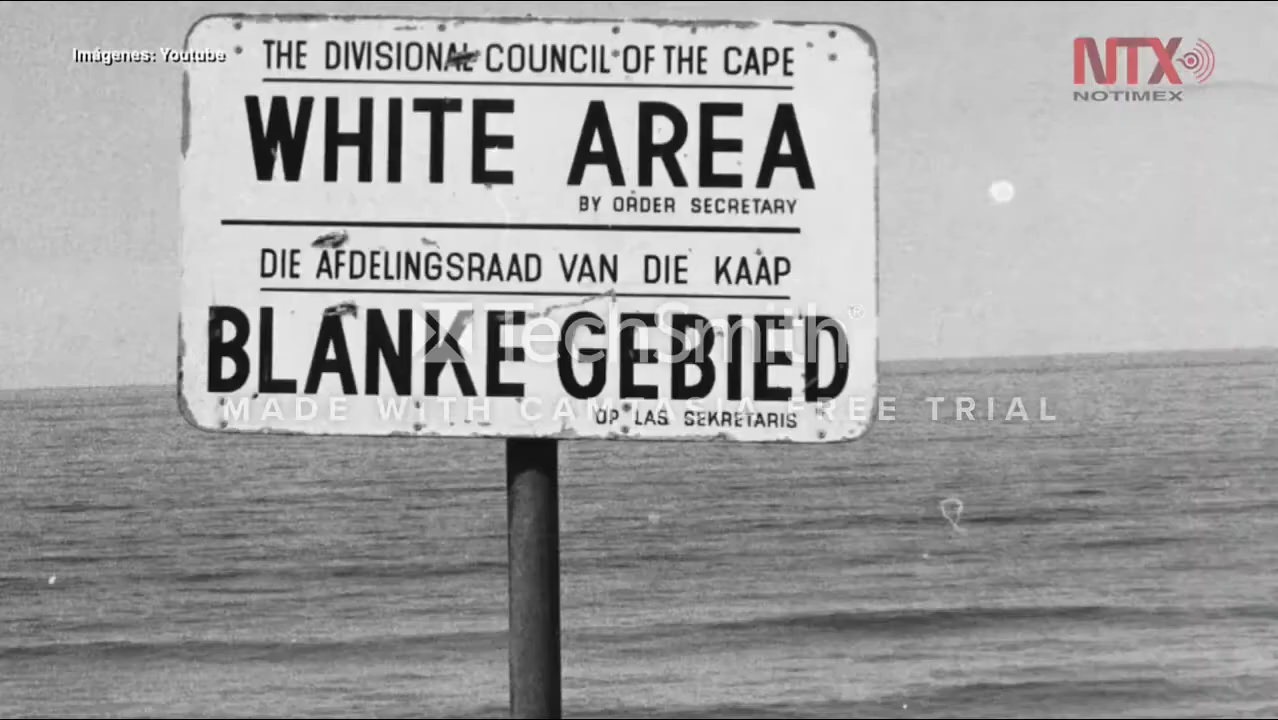 Imágenes: Youtube
NTX
NOTIMEX
THE DIVISIONAL COUNCIL OF THE CAPE
WHITE AREA
BY ORDER SECRETARY
DIE AFDELINGSRAAD VAN DIE KAAP
BLANKE GEBIED
OP LAS SEKRETARIS
TechSmith®
MADE WITH CAMTASIA FREE TRIAL